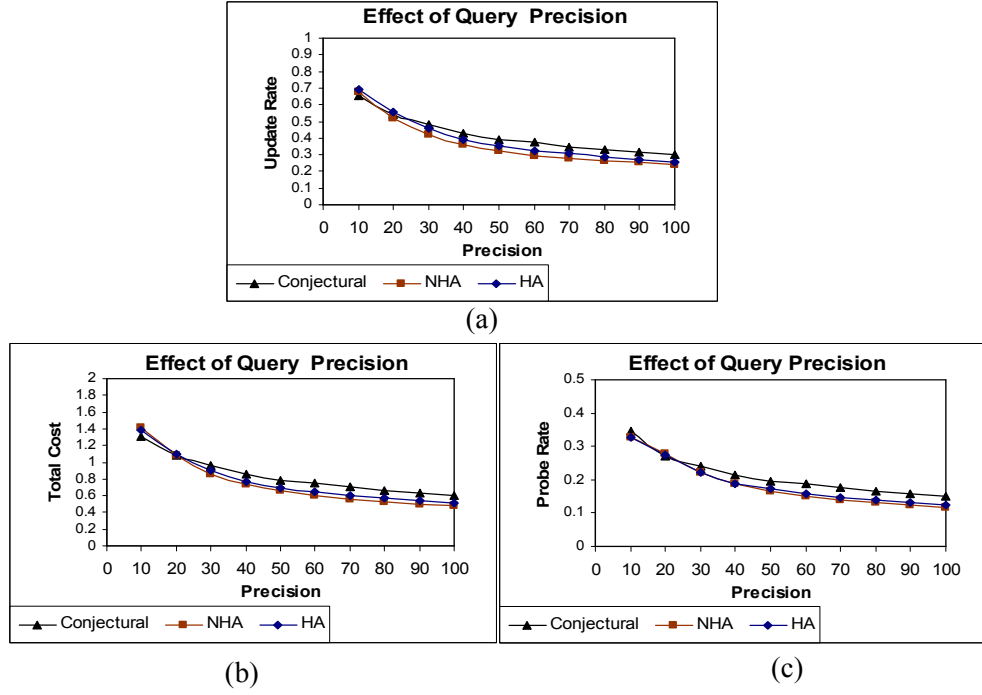 Effect of Query Precision
Update Rate
1
0.9
0.8
0.7
0.6
0.5
0.4
0.3
0.2
0.1
0
0 10 20 30 40 50 60 70 80 90 100
Precision
Conjectural NHA HA
(a)
Effect of Query Precision
Total Cost
2
1.8
1.6
1.4
1.2
1
0.8
0.6
0.4
0.2
0
0 10 20 30 40 50 60 70 80 90 100
Precision
Conjectural NHA HA
(b)
Effect of Query Precision
Probe Rate
0.5
0.4
0.3
0.2
0.1
0
0 10 20 30 40 50 60 70 80 90 100
Precision
Conjectural NHA HA
(c)